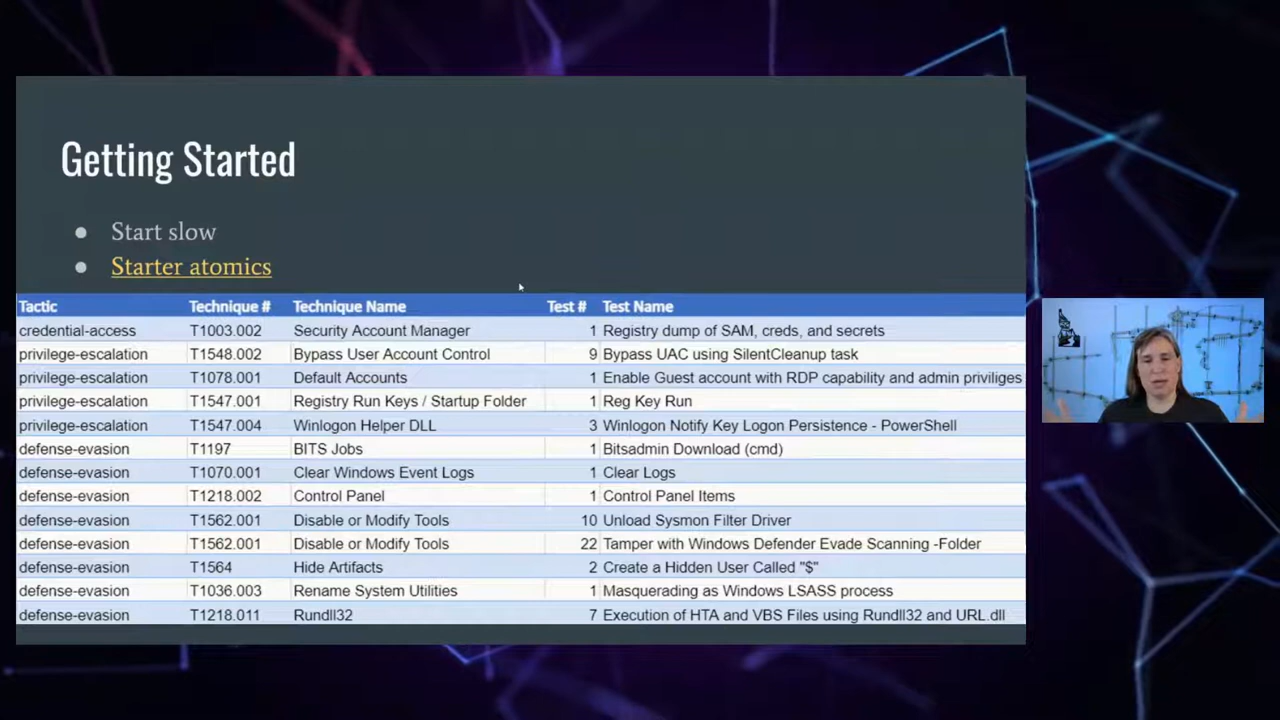 Getting Started
● Start slow
● Starter atomics
Tactic Technique # Technique Name Test # Test Name
credential-access T1003.002 Security Account Manager 1 Registry dump of SAM, creds, and secrets
privilege-escalation T1548.002 Bypass User Account Control 9 Bypass UAC using SilentCleanup task
privilege-escalation T1078.001 Default Accounts 1 Enable Guest account with RDP capability and admin priviliges
privilege-escalation T1547.001 Registry Run Keys / Startup Folder 1 Reg Key Run
privilege-escalation T1547.004 Winlogon Helper DLL 3 Winlogon Notify Key Logon Persistence - PowerShell
defense-evasion T1197 BITS Jobs 1 Bitsadmin Download (cmd)
defense-evasion T1070.001 Clear Windows Event Logs 1 Clear Logs
defense-evasion T1218.002 Control Panel 1 Control Panel Items
defense-evasion T1562.001 Disable or Modify Tools 10 Unload Sysmon Filter Driver
defense-evasion T1562.001 Disable or Modify Tools 22 Tamper with Windows Defender Evade Scanning -Folder
defense-evasion T1564 Hide Artifacts 2 Create a Hidden User Called "$"
defense-evasion T1036.003 Rename System Utilities 1 Masquerading as Windows LSASS process
defense-evasion T1218.011 Rundll32 7 Execution of HTA and VBS Files using Rundll32 and URL.dll